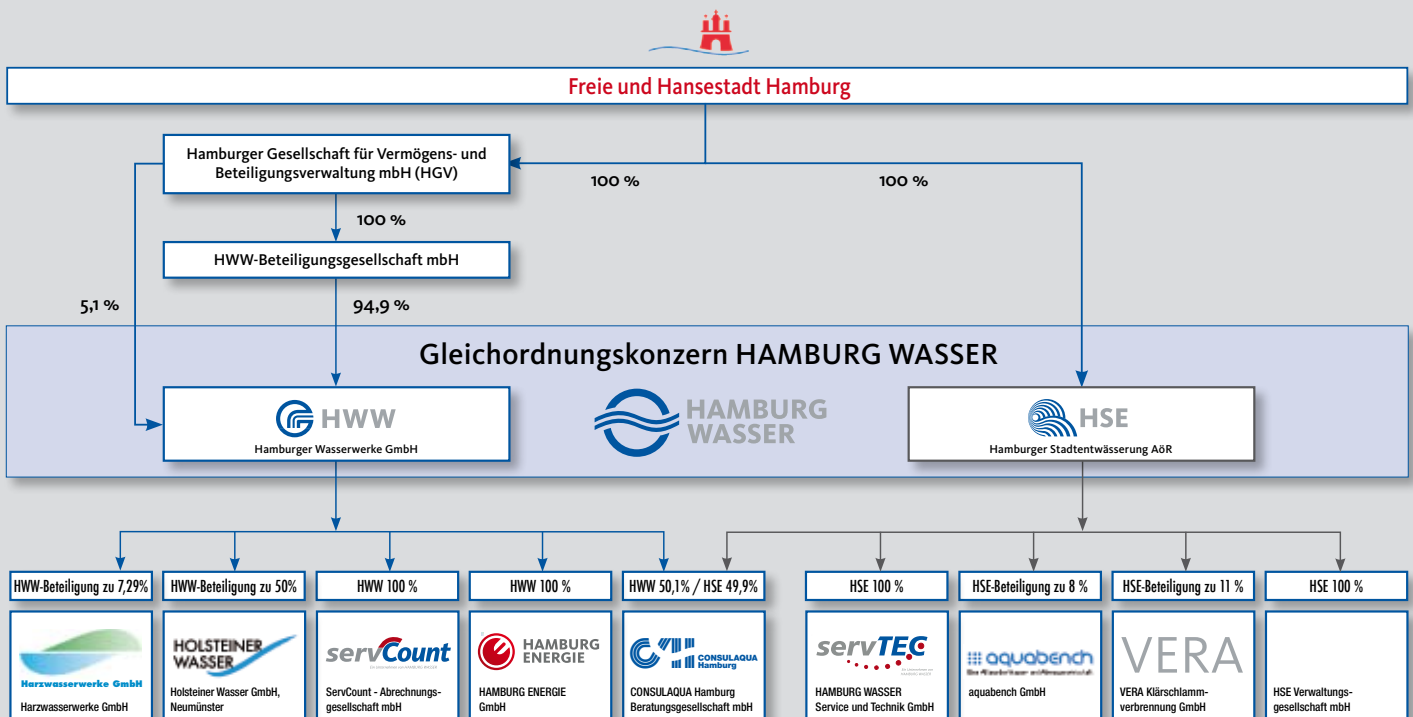 Freie und Hansestadt Hamburg
Hamburger Gesellschaft für Vermögens- und
Beteiligungsverwaltung mbH (HGV)
100 %
100 %
100 %
HWW-Beteiligungsgesellschaft mbH
5,1 %
94,9 %
Gleichordnungskonzern HAMBURG WASSER
HWW
Hamburger Wasserwerke GmbH
HAMBURG
WASSER
HSE
Hamburger Stadtentwässerung AöR
HWW-Beteiligung zu 7,29%
HWW-Beteiligung zu 50%
HWW 100 %
HWW 100 %
HWW 50,1% / HSE 49,9%
HSE 100 %
HSE-Beteiligung zu 8 %
HSE-Beteiligung zu 11 %
HSE 100 %
Harzwasserwerke GmbH
Harzwasserwerke GmbH
HOLSTEINER
WASSER
Holsteiner Wasser GmbH,
Neumünster
servCount
ServCount - Abrechnungs-
gesellschaft mbH
HAMBURG
ENERGIE
HAMBURG ENERGIE
GmbH
CONSULAQUA
Hamburg
CONSULAQUA Hamburg
Beratungsgesellschaft mbH
servTEC
HAMBURG WASSER
Service und Technik GmbH
aquabench
aquabench GmbH
VERA
VERA Klärschlamm-
verbrennung GmbH
HSE Verwaltungs-
gesellschaft mbH